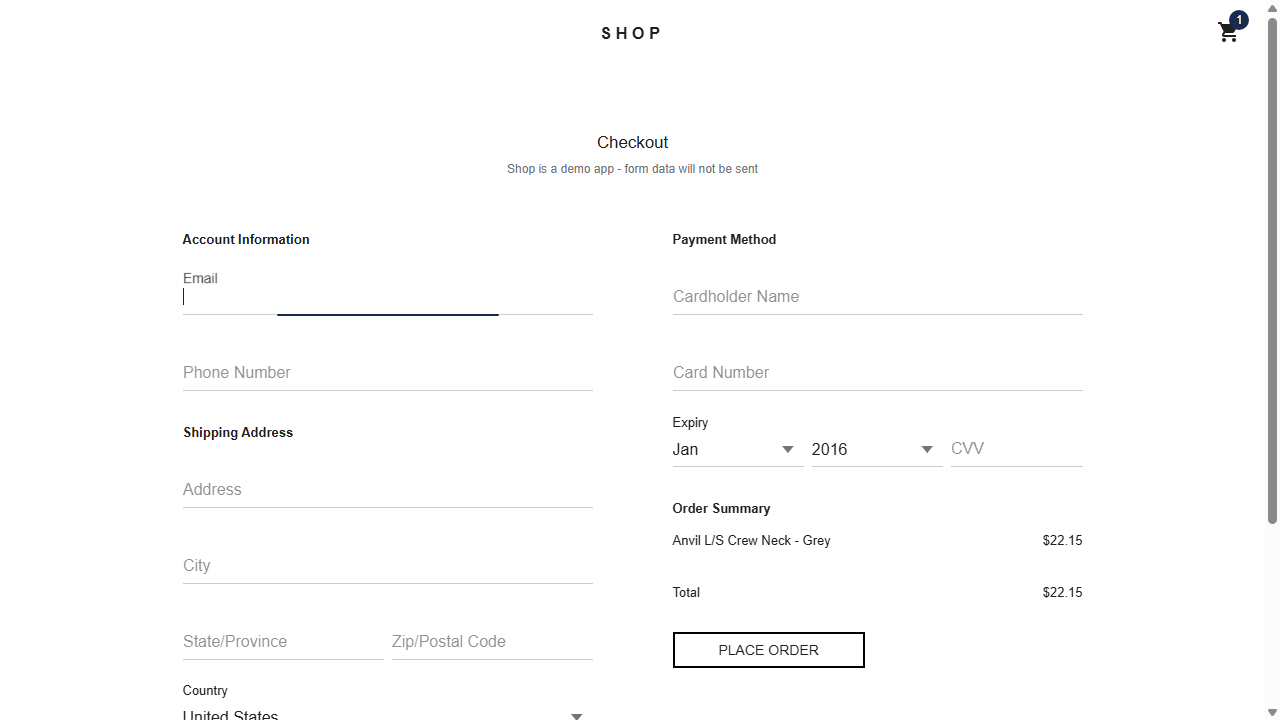 SHOP
1
Checkout
Shop is a demo app - form data will not be sent
Account Information
Email
Phone Number
Shipping Address
Address
City
State/Province Zip/Postal Code
Country
United States
Payment Method
Cardholder Name
Card Number
Expiry
Jan 2016 CVV
Order Summary
Anvil L/S Crew Neck - Grey $22.15
Total $22.15
PLACE ORDER